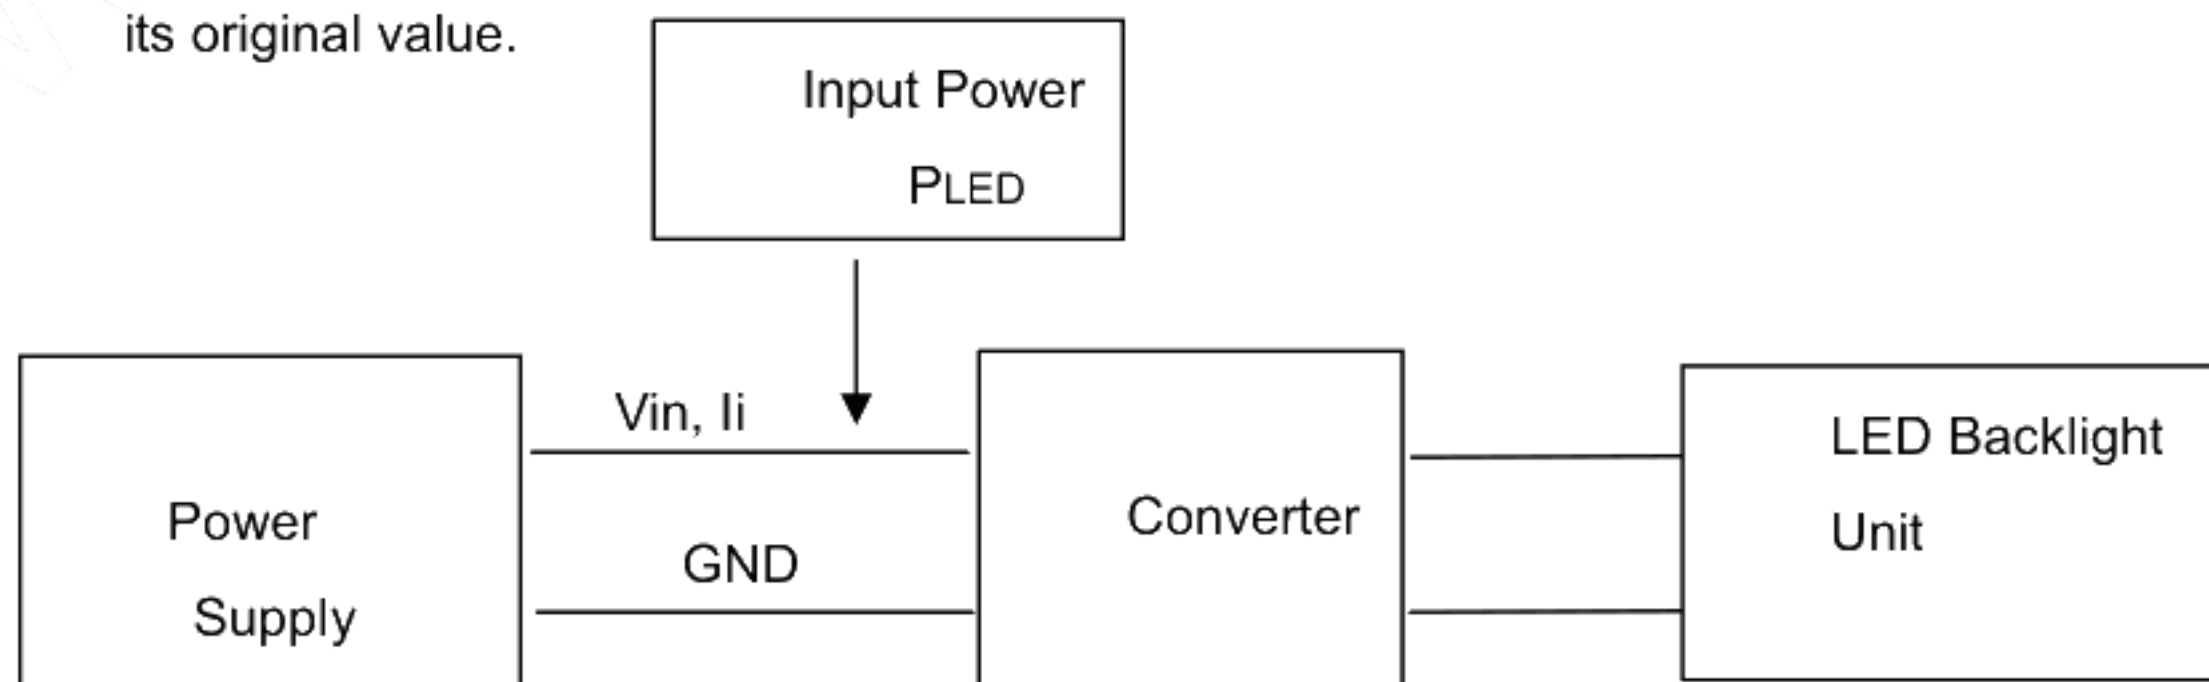 its original value.
Input Power
PLED
Vin, Ii
GND
Power
Supply
Converter
LED Backlight
Unit